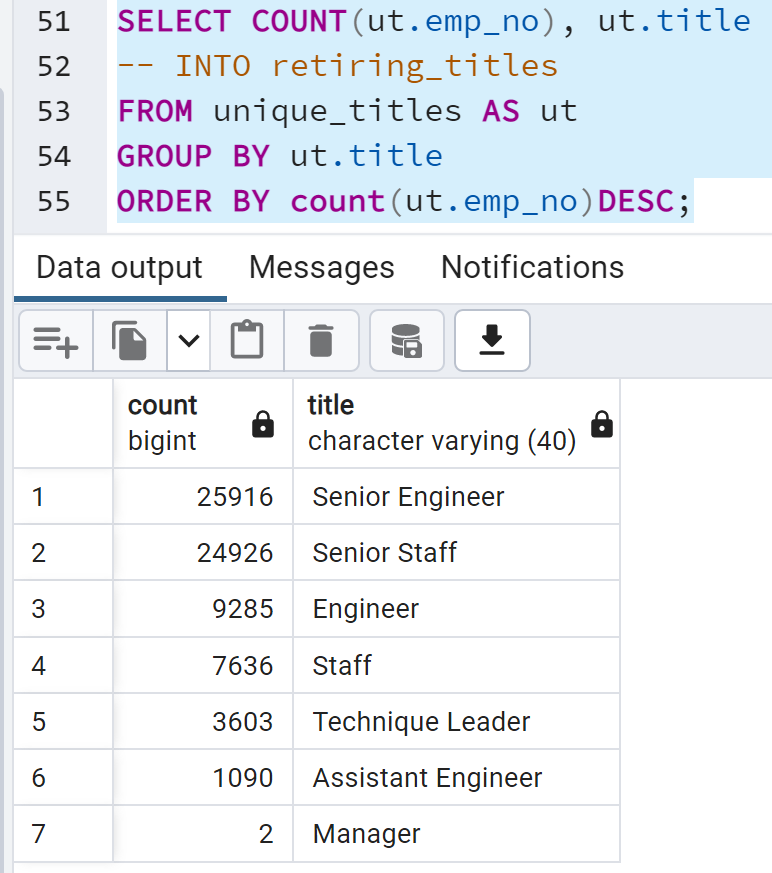 51 SELECT COUNT(ut.emp_no), ut.title
52 -- INTO retiring_titles
53 FROM unique_titles AS ut
54 GROUP BY ut.title
55 ORDER BY count(ut.emp_no)DESC;
Data output Messages Notifications
count title
bigint character varying (40)
1 25916 Senior Engineer
2 24926 Senior Staff
3 9285 Engineer
4 7636 Staff
5 3603 Technique Leader
6 1090 Assistant Engineer
7 2 Manager